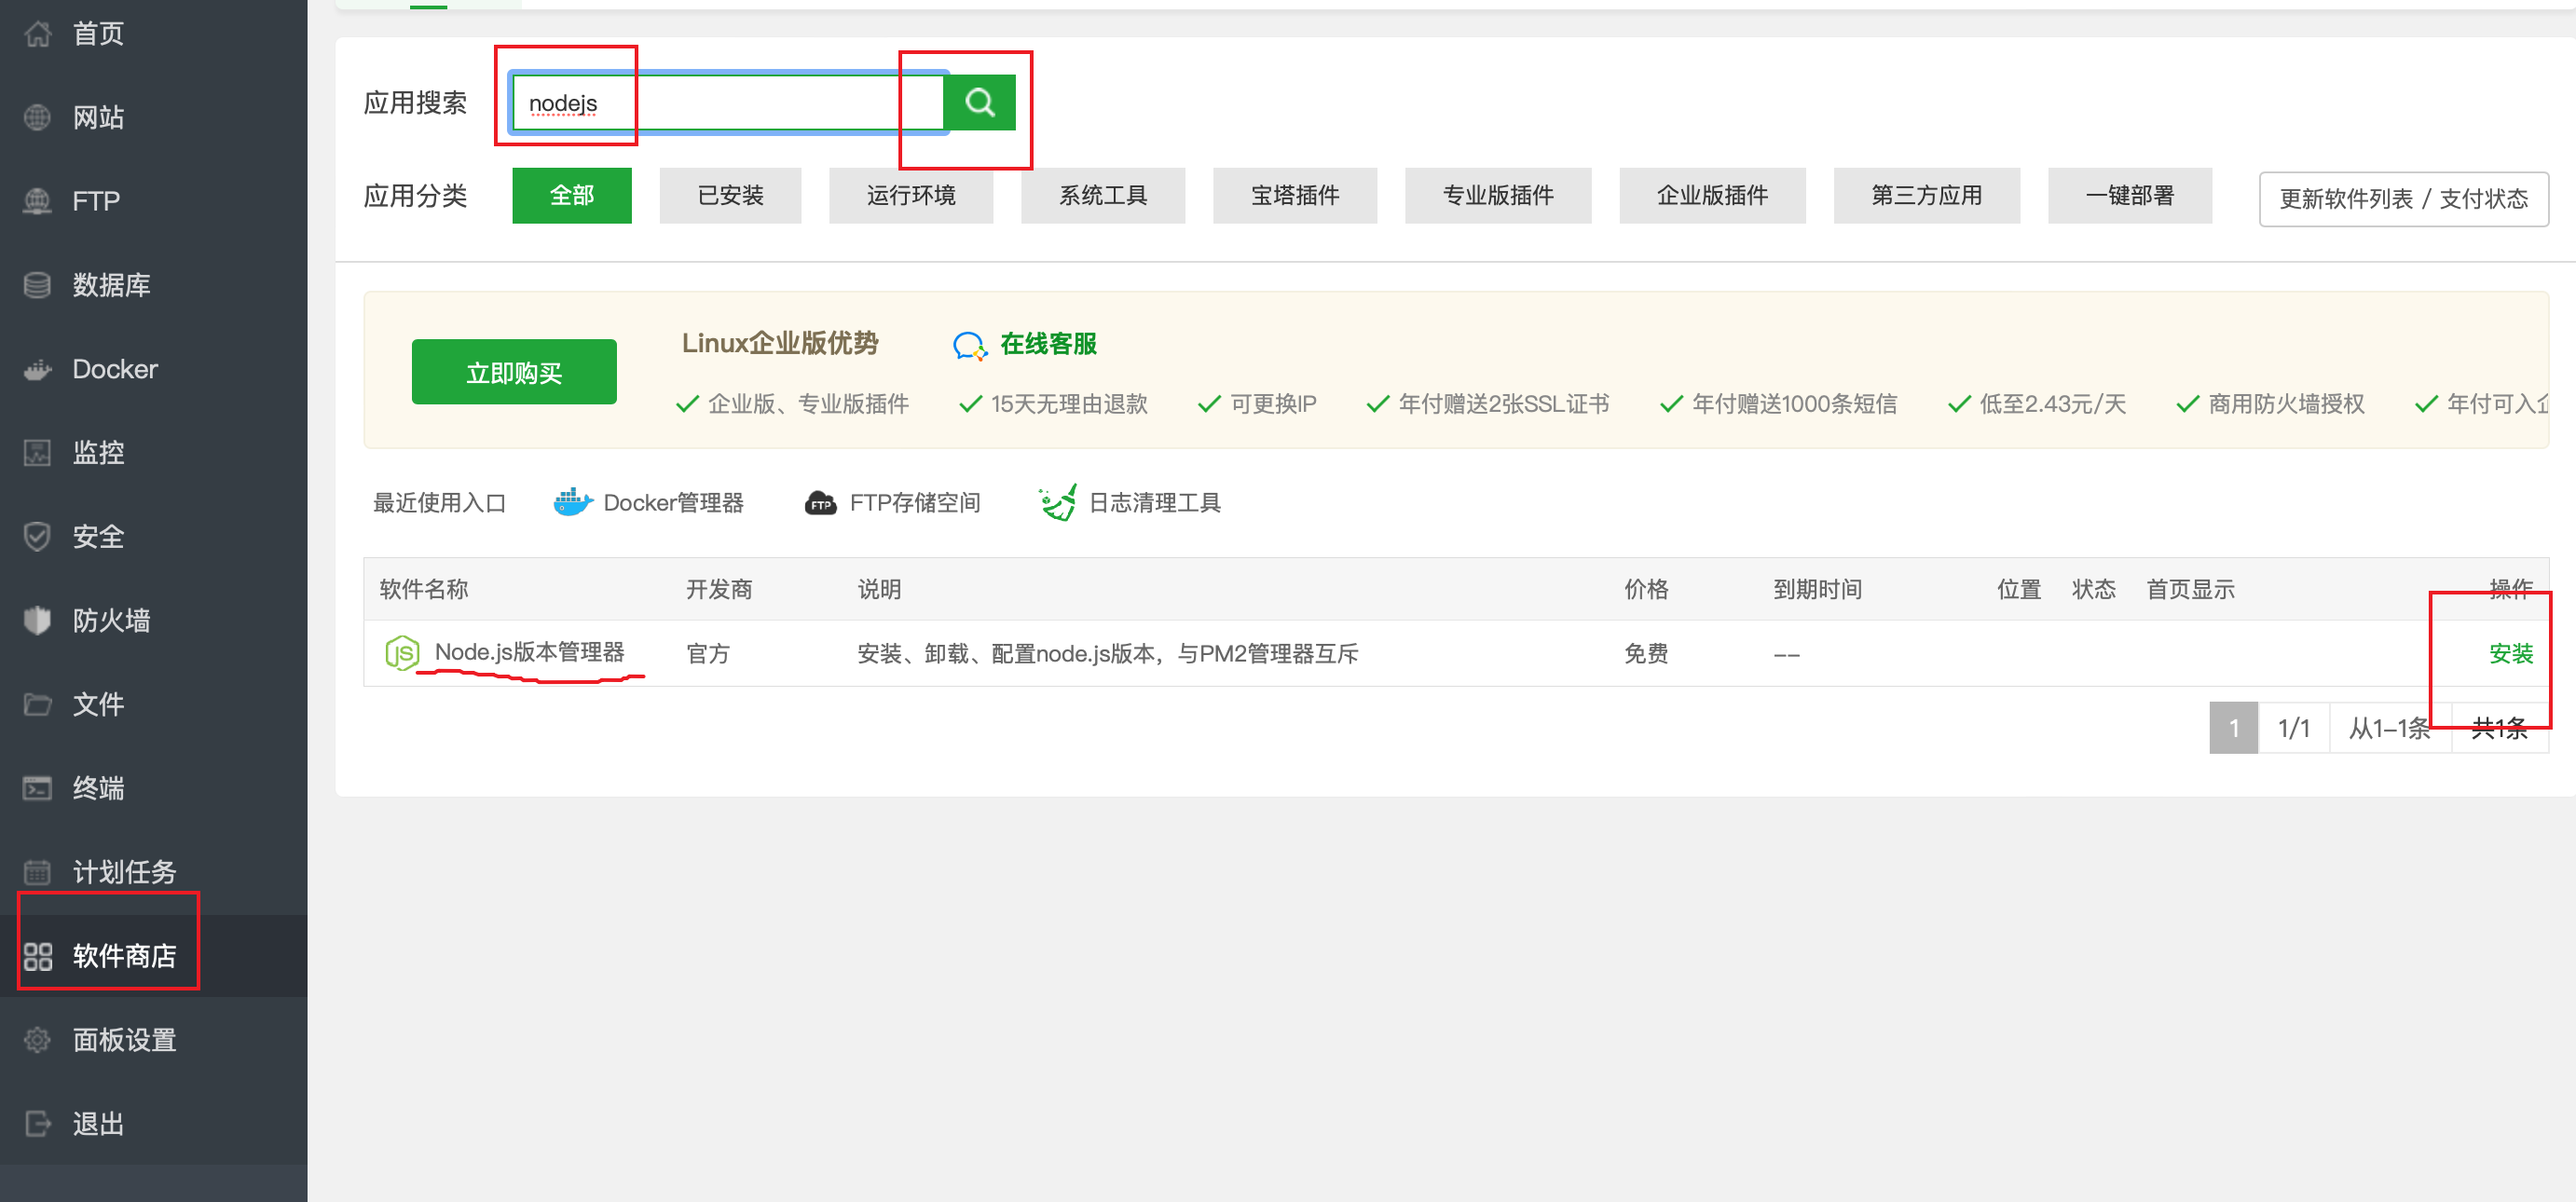 首页
网站
FTP
数据库
Docker
监控
安全
防火墙
文件
终端
计划任务
软件商店
面板设置
退出
应用搜索 nodejs
应用分类 全部 已安装 运行环境 系统工具 宝塔插件 专业版插件 企业版插件 第三方应用 一键部署 更新软件列表 / 支付状态
立即购买 Linux企业版优势 在线客服
企业版、专业版插件 15天无理由退款 可更换IP 年付赠送2张SSL证书 年付赠送1000条短信 低至2.43元/天 商用防火墙授权 年付可入企
最近使用入口 Docker管理器 FTP FTP存储空间 日志清理工具
软件名称 开发商 说明 价格 到期时间 位置 状态 首页显示 操作
JS Node.js版本管理器 官方 安装、卸载、配置node.js版本，与PM2管理器互斥 免费 -- 安装
1 1/1 从1-1条 共1条